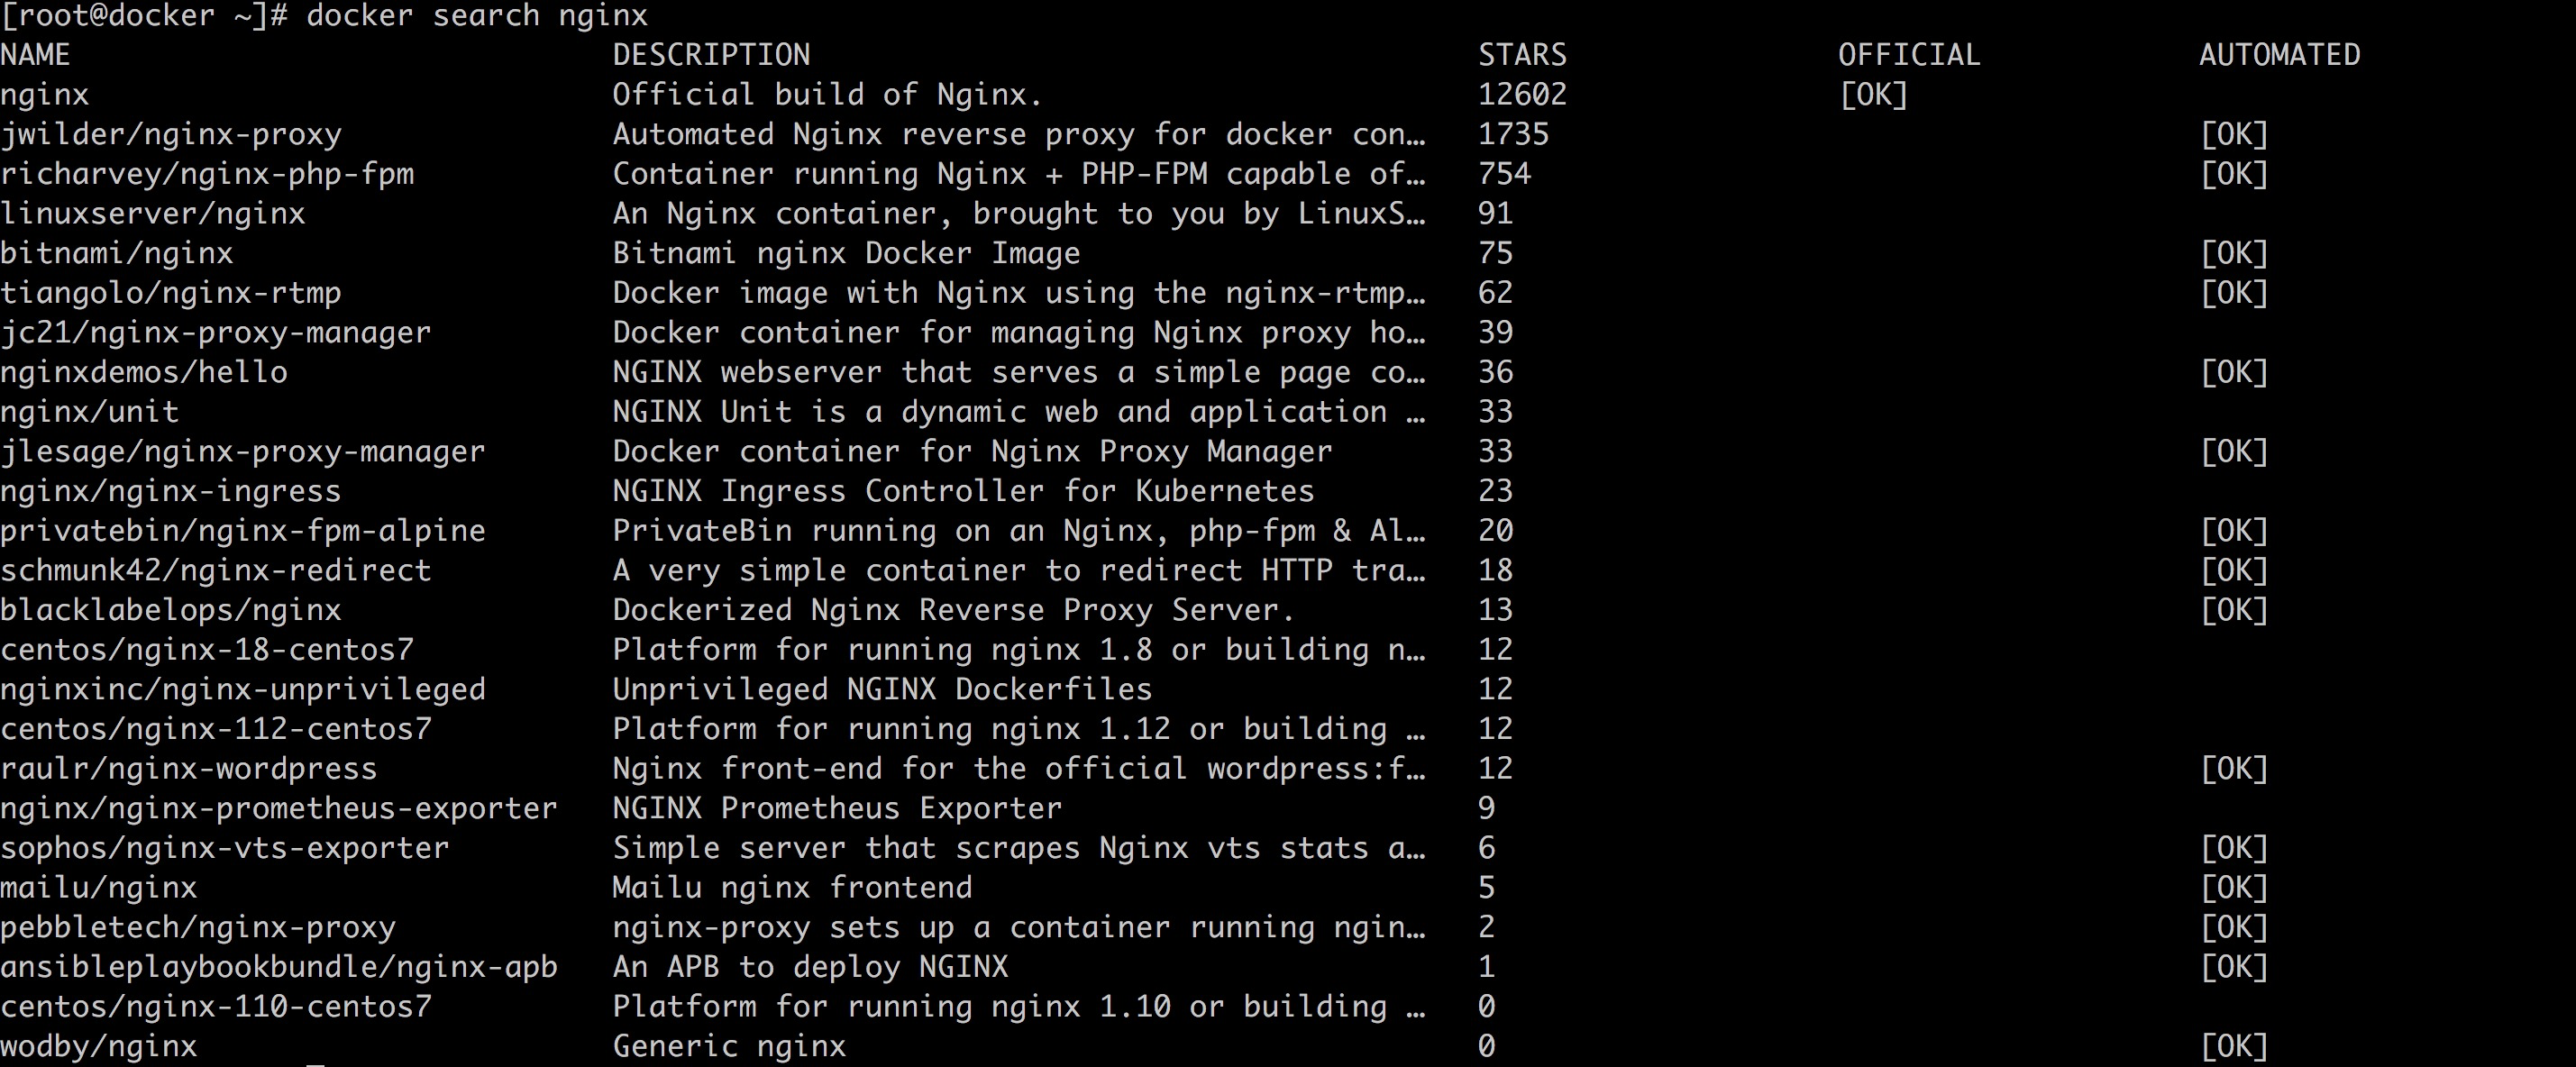 [root@docker ~]# docker search nginx
NAME DESCRIPTION STARS OFFICIAL AUTOMATED
nginx Official build of Nginx. 12602 [OK]
jwilder/nginx-proxy Automated Nginx reverse proxy for docker con… 1735 [OK]
richarvey/nginx-php-fpm Container running Nginx + PHP-FPM capable of… 754 [OK]
linuxserver/nginx An Nginx container, brought to you by LinuxS… 91
bitnami/nginx Bitnami nginx Docker Image 75 [OK]
tiangolo/nginx-rtmp Docker image with Nginx using the nginx-rtmp… 62 [OK]
jc21/nginx-proxy-manager Docker container for managing Nginx proxy ho… 39
nginxdemos/hello NGINX webserver that serves a simple page co… 36 [OK]
nginx/unit NGINX Unit is a dynamic web and application … 33
jlesage/nginx-proxy-manager Docker container for Nginx Proxy Manager 33 [OK]
nginx/nginx-ingress NGINX Ingress Controller for Kubernetes 23
privatebin/nginx-fpm-alpine PrivateBin running on an Nginx, php-fpm & Al… 20 [OK]
schmunk42/nginx-redirect A very simple container to redirect HTTP tra… 18 [OK]
blacklabelops/nginx Dockerized Nginx Reverse Proxy Server. 13 [OK]
centos/nginx-18-centos7 Platform for running nginx 1.8 or building n… 12
nginxinc/nginx-unprivileged Unprivileged NGINX Dockerfiles 12
centos/nginx-112-centos7 Platform for running nginx 1.12 or building … 12
raulr/nginx-wordpress Nginx front-end for the official wordpress:f… 12 [OK]
nginx/nginx-prometheus-exporter NGINX Prometheus Exporter 9
sophos/nginx-vts-exporter Simple server that scrapes Nginx vts stats a… 6 [OK]
mailu/nginx Mailu nginx frontend 5 [OK]
pebbletech/nginx-proxy nginx-proxy sets up a container running ngin… 2 [OK]
ansibleplaybookbundle/nginx-apb An APB to deploy NGINX 1 [OK]
centos/nginx-110-centos7 Platform for running nginx 1.10 or building … 0
wodby/nginx Generic nginx 0 [OK]